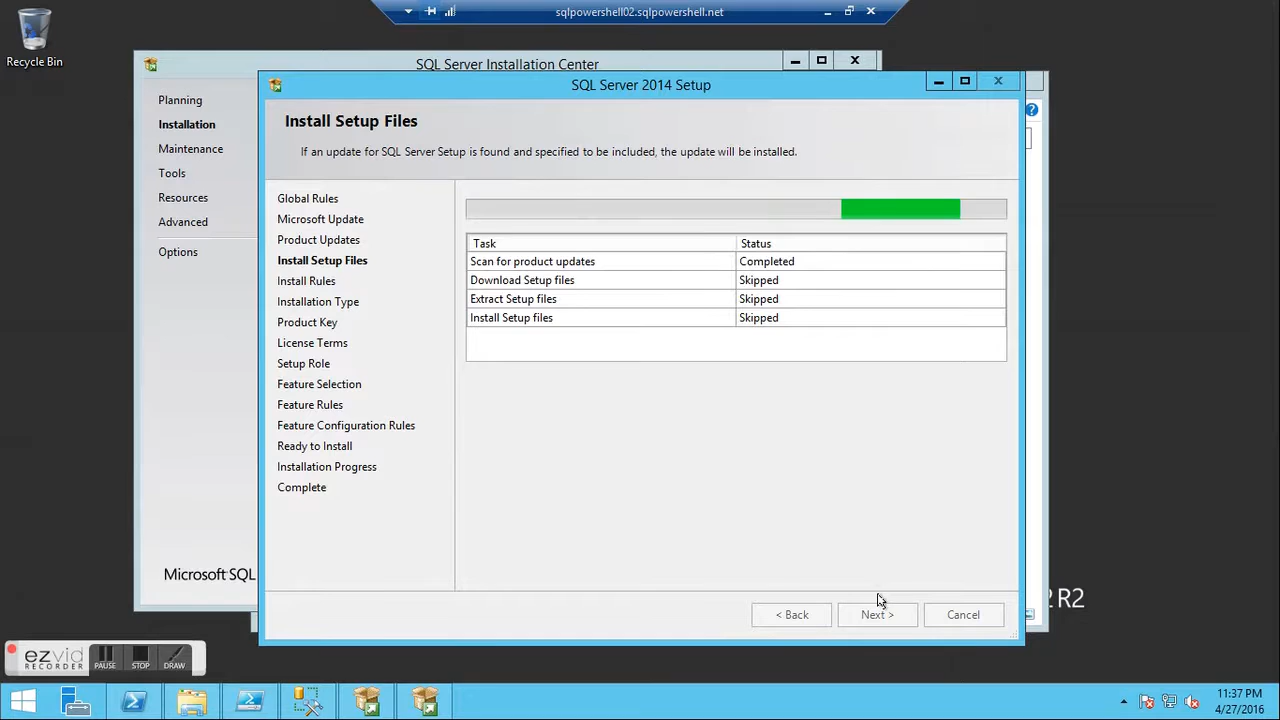 sqlpowershell02.sqlpowershell.net
Recycle Bin
SQL Server Installation Center
Planning
Installation
Maintenance
Tools
Resources
Advanced
Options
Microsoft SQL
SQL Server 2014 Setup
Install Setup Files
If an update for SQL Server Setup is found and specified to be included, the update will be installed.
Global Rules
Microsoft Update
Product Updates
Install Setup Files
Install Rules
Installation Type
Product Key
License Terms
Setup Role
Feature Selection
Feature Rules
Feature Configuration Rules
Ready to Install
Installation Progress
Complete
Task Status
Scan for product updates Completed
Download Setup files Skipped
Extract Setup files Skipped
Install Setup files Skipped
< Back Next > Cancel
R2
ezvid
RECORDER
PAUSE STOP DRAW
11:37 PM
4/27/2016